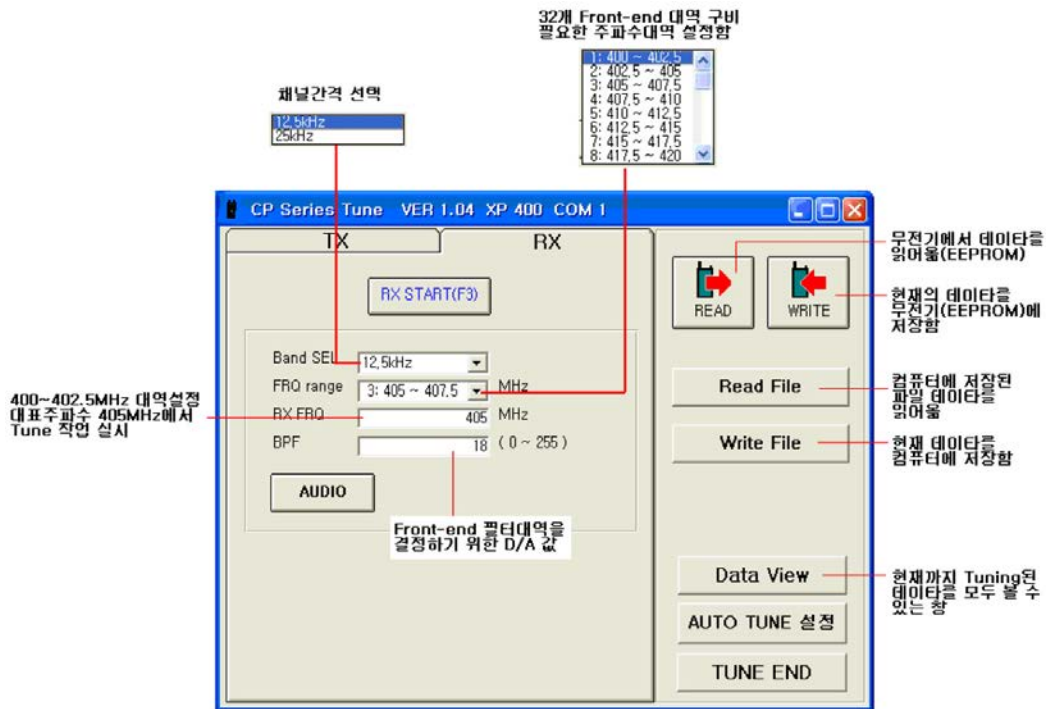 32개 Front-end 대역 구비
필요한 주파수대역 설정함
1: 400 ~ 402,5
2: 402,5 ~ 405
3: 405 ~ 407,5
4: 407,5 ~ 410
5: 410 ~ 412,5
6: 412,5 ~ 415
7: 415 ~ 417,5
8: 417,5 ~ 420
채널간격 선택
12,5kHz
25kHz
CP Series Tune VER 1.04 XP 400 COM 1
TX
RX
RX START(F3)
READ
WRITE
무전기에서 데이타를
읽어옮(EEPROM)
현재의 데이타를
무전기(EEPROM)에
저장함
Band SEL
12,5kHz
FRQ range
3: 405 ~ 407,5
MHz
RX FRQ
405
MHz
BPF
18
( 0 ~ 255 )
400~402.5MHz 대역설정
대표주파수 405MHz에서
Tune 작업 실시
AUDIO
Front-end 필터대역을
결정하기 위한 D/A 값
Read File
컴퓨터에 저장된
파일 데이타를
읽어옮
Write File
현재 데이타를
컴퓨터에 저장함
Data View
현재까지 Tuning된
데이타를 모두 볼 수
있는 창
AUTO TUNE 설정
TUNE END